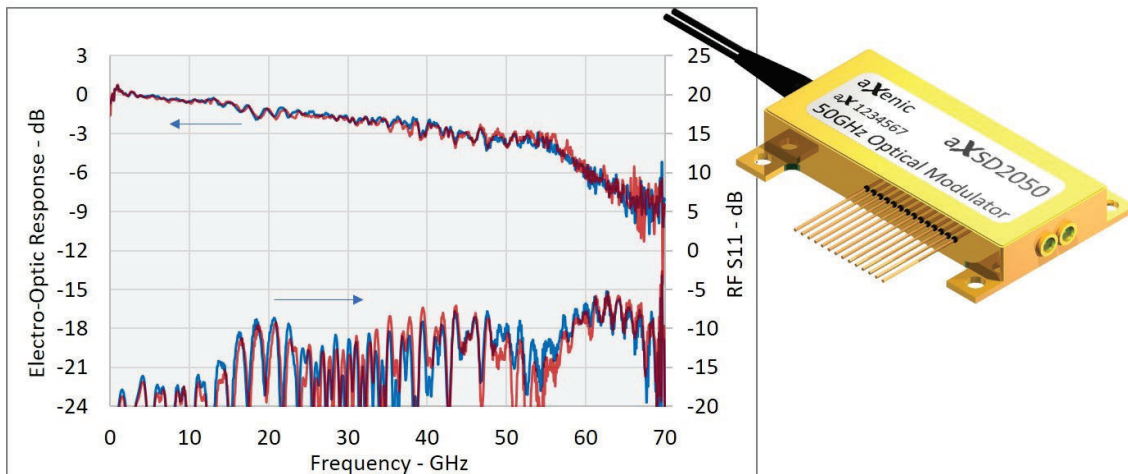 3
0
-3
-6
-9
-12
-15
-18
-21
-24
Electro-Optic Response - dB
25
20
15
10
5
0
-5
-10
-15
-20
RF S11 - dB
0 10 20 30 40 50 60 70
Frequency - GHz
aXenic
aX 1234567
aXSD2050
50GHz Optical Modulator